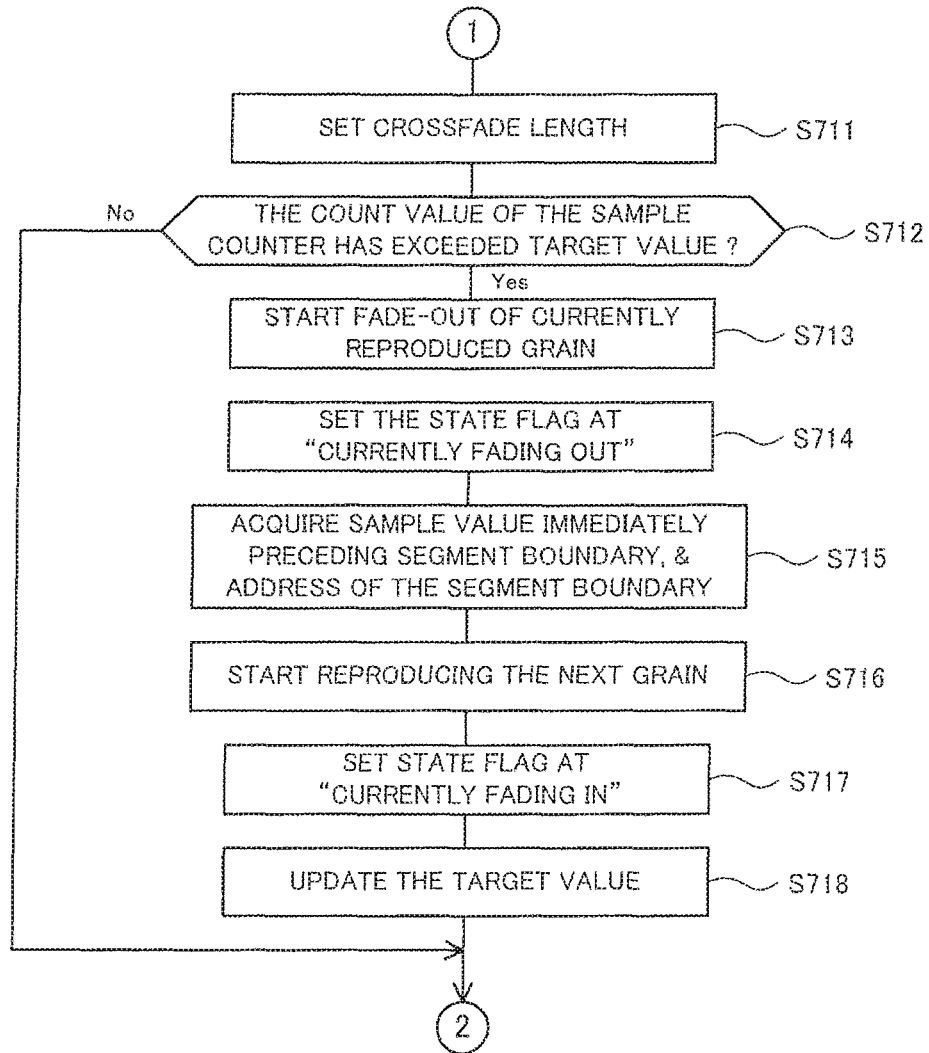 1
SET CROSSFADE LENGTH
S711
No
THE COUNT VALUE OF THE SAMPLE
COUNTER HAS EXCEEDED TARGET VALUE ?
S712
Yes
START FADE-OUT OF CURRENTLY
REPRODUCED GRAIN
S713
SET THE STATE FLAG AT
“CURRENTLY FADING OUT”
S714
ACQUIRE SAMPLE VALUE IMMEDIATELY
PRECEDING SEGMENT BOUNDARY, &
ADDRESS OF THE SEGMENT BOUNDARY
S715
START REPRODUCING THE NEXT GRAIN
S716
SET STATE FLAG AT
“CURRENTLY FADING IN”
S717
UPDATE THE TARGET VALUE
S718
2